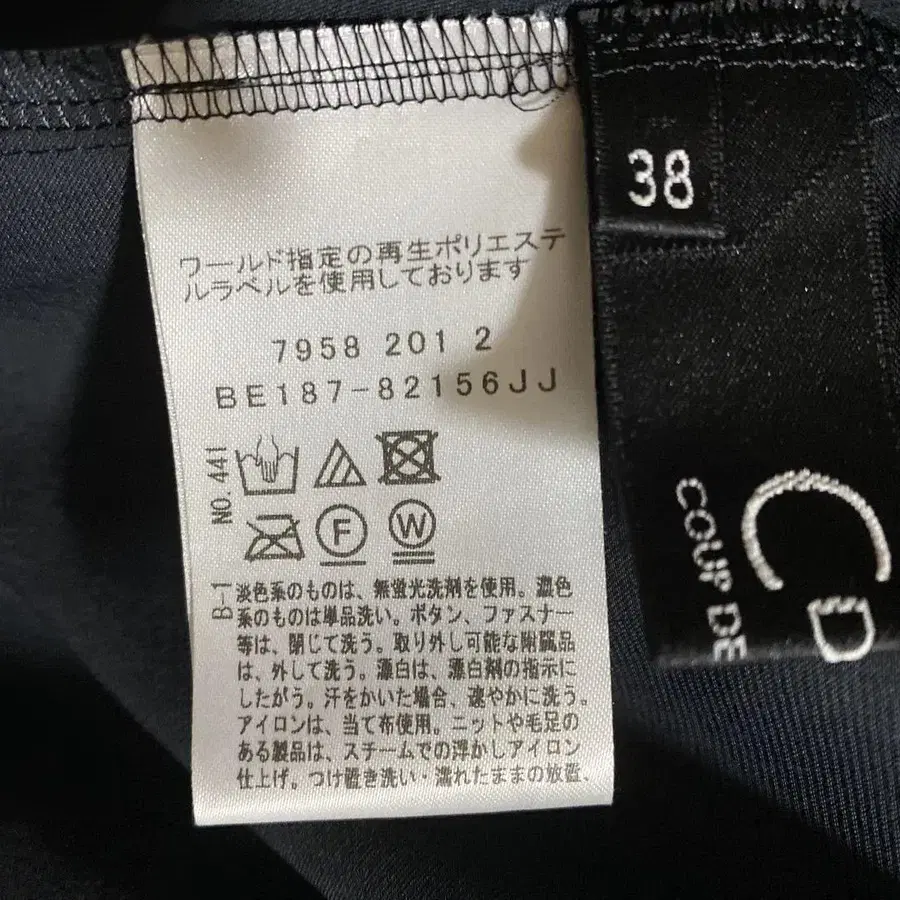 38
ワールド指定の再生ポリエステ
ルラベルを使用しております
7958 201 2
BE187-82156JJ
NO.441
F
W
B-1
淡色系のものは、無蛍光洗剤を使用。濃色
系のものは単品洗い。ボタン、ファスナー
等は、閉じて洗う。取り外し可能な附属品
は、外して洗う。漂白は、漂白剤の指示に
したがう。汗をかいた場合、速やかに洗う。
アイロンは、当て布使用。ニットや毛足の
ある製品は、スチームでの浮かしアイロン
仕上げ。つけ置き洗い・濡れたままの放置、
CD
COUP DE